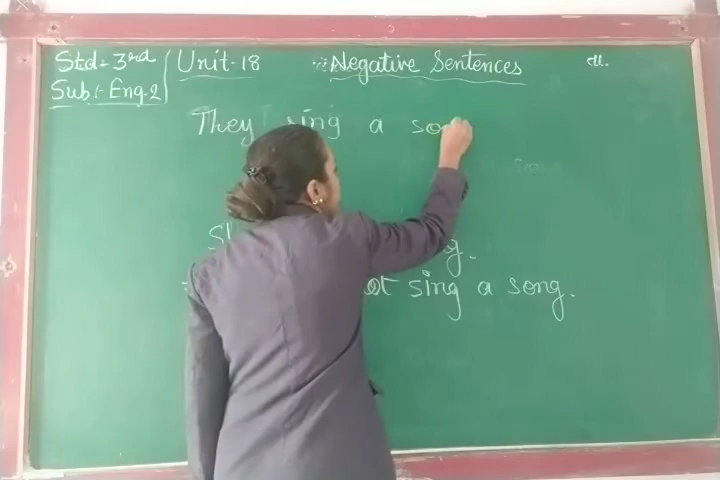 Std- 3rd
Sub:- Eng-2
Unit-18
Negative Sentences
They sing a so
sing a song.